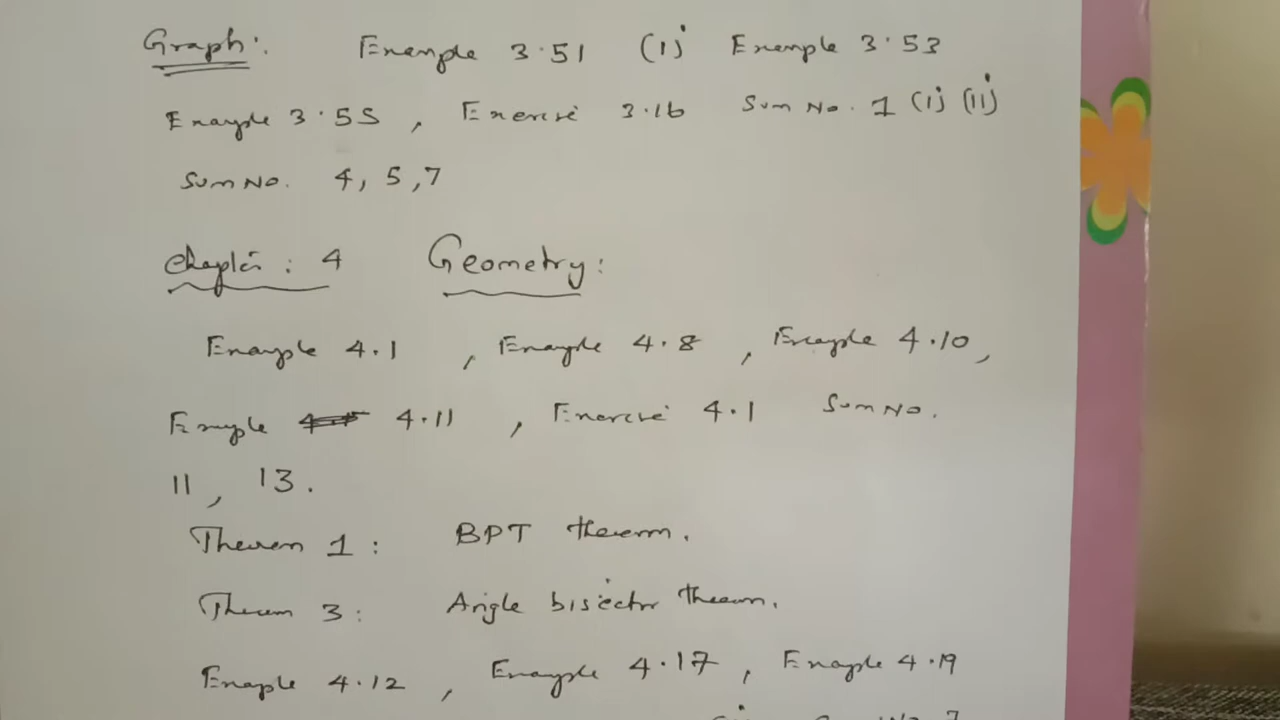 Graph: Example 3.51 (i) Example 3.53
Example 3.55, Exercise 3.16 Sum No. 1 (i) (ii)
Sum No. 4, 5, 7
Chapter: 4 Geometry:
Example 4.1, Example 4.8, Example 4.10,
Example 4.11, Exercise 4.1 Sum No.
11, 13.
Theorem 1: BPT theorem.
Theorem 3: Angle bisector theorem.
Example 4.12, Example 4.17, Example 4.19